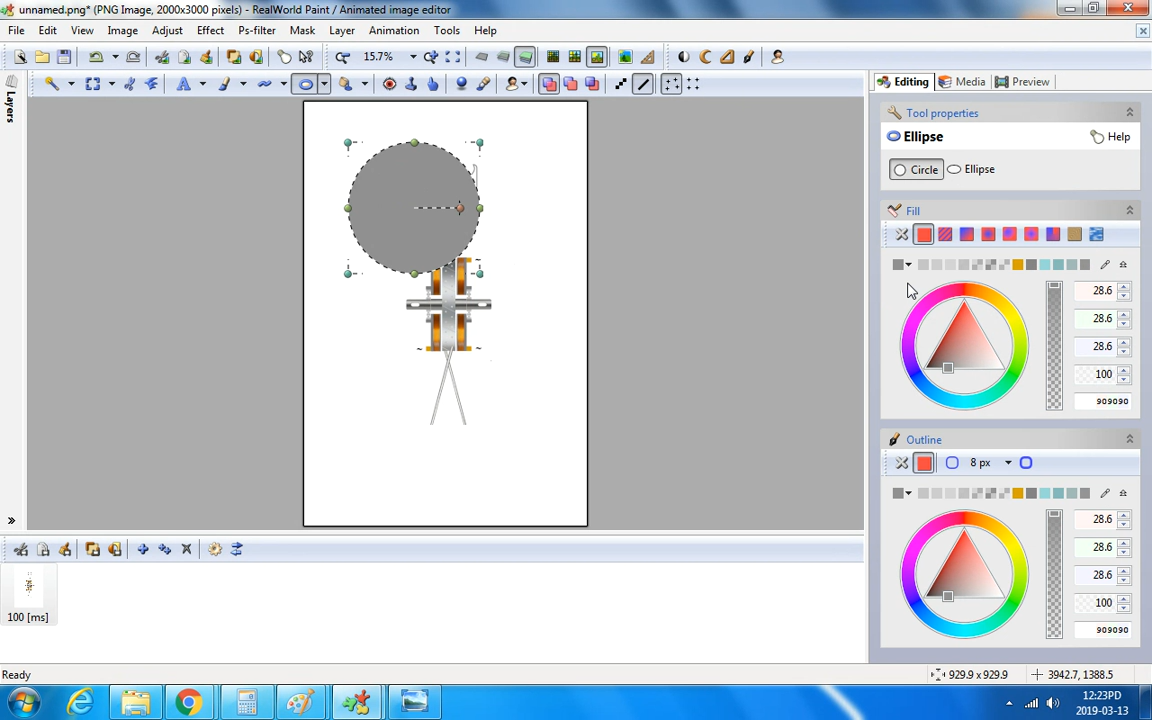 unnamed.png* (PNG Image, 2000x3000 pixels) - RealWorld Paint / Animated image editor
File Edit View Image Adjust Effect Ps-filter Mask Layer Animation Tools Help
15.7%
Editing Media Preview
Layers
Tool properties
Ellipse Help
Circle Ellipse
Fill
28.6
28.6
28.6
100
909090
Outline
8 px
28.6
28.6
28.6
100
909090
100 [ms]
Ready 929.9 x 929.9 3942.7, 1388.5
12:23PD
2019-03-13